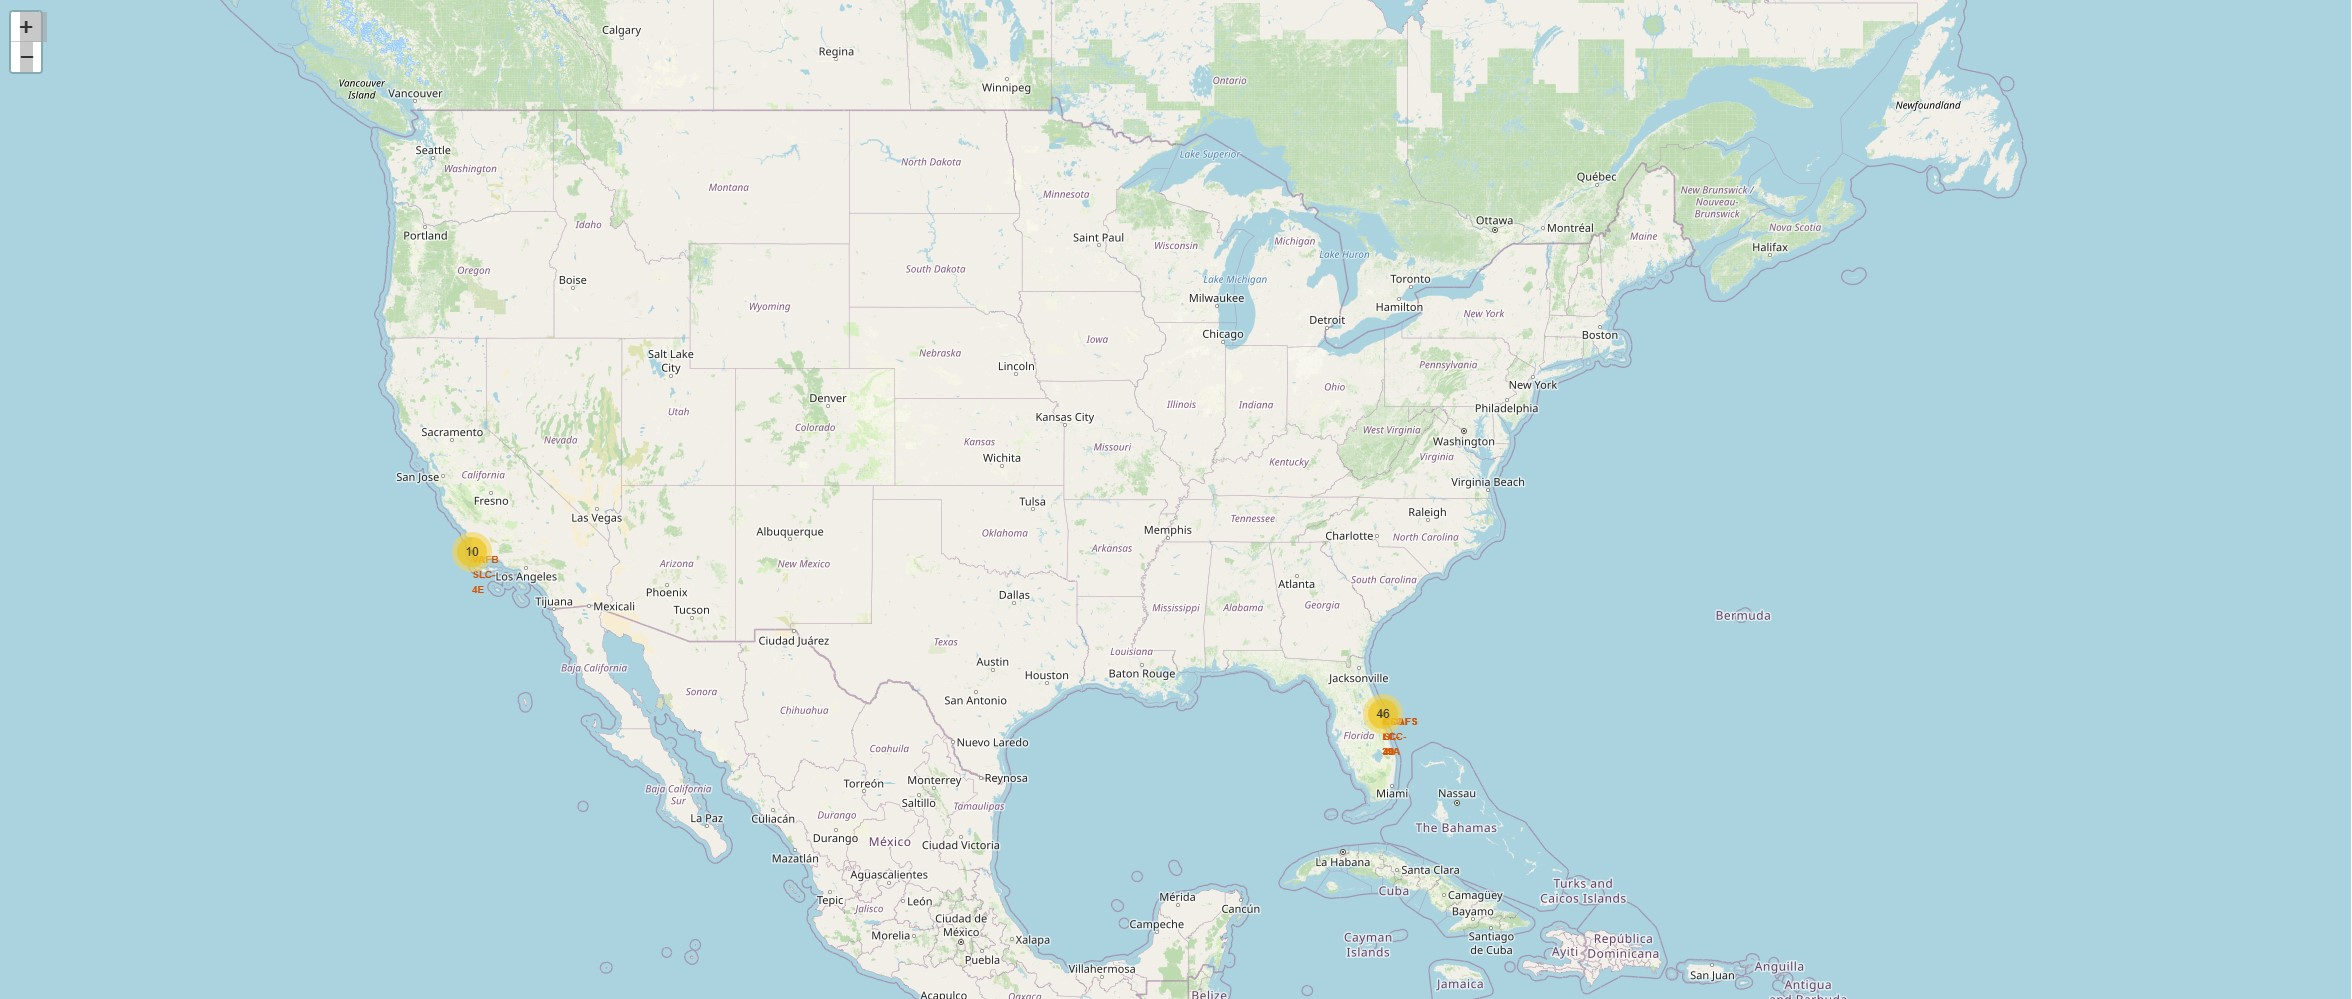 +
−
Calgary
Regina
Winnipeg
Ontario
Vancouver
Island
Vancouver
Newfoundland
Seattle
Washington
Montana
North Dakota
Minnesota
Lake Superior
Québec
New Brunswick /
Nouveau-
Brunswick
Nova Scotia
Halifax
Ottawa
Montréal
Maine
Portland
Idaho
Oregon
Boise
Saint Paul
Wisconsin
Michigan
Lake Huron
South Dakota
Wyoming
Lake Michigan
Toronto
Hamilton
Milwaukee
Detroit
New York
Chicago
Boston
Iowa
Nebraska
Salt Lake
City
Lincoln
Pennsylvania
New York
Ohio
Denver
Utah
Illinois
Indiana
Philadelphia
Kansas City
Colorado
West Virginia
Washington
Sacramento
Nevada
Kansas
Missouri
Virginia
Wichita
Kentucky
San Jose
California
Virginia Beach
Fresno
Tulsa
Las Vegas
Raleigh
Tennessee
Albuquerque
Oklahoma
Memphis
Charlotte
North Carolina
10
Arkansas
Arizona
New Mexico
SLC-
4E
Los Angeles
Phoenix
Atlanta
South Carolina
Dallas
Tijuana
Mexicali
Tucson
Mississippi
Alabama
Georgia
Bermuda
Ciudad Juárez
Texas
Louisiana
Baja California
Austin
Houston
Baton Rouge
Jacksonville
Sonora
San Antonio
Chihuahua
46
Florida
Nuevo Laredo
Coahuila
Torreón
Monterrey
Reynosa
Baja California
Sur
Saltillo
Tamaulipas
Miami
Nassau
La Paz
Culiacán
Durango
The Bahamas
Durango
México
Ciudad Victoria
Mazatlán
La Habana
Santa Clara
Aguascalientes
Cuba
Camagüey
Turks and
Caicos Islands
Tepic
León
Jalisco
Mérida
Cancún
Bayamo
Ciudad de
México
Campeche
Morelia
Xalapa
Cayman
Islands
Santiago
de Cuba
Ayiti
República
Dominicana
Puebla
Villahermosa
San Juan
Anguilla
Jamaica
Antigua
and Barbuda
Acapulco
Oaxaca
Belize